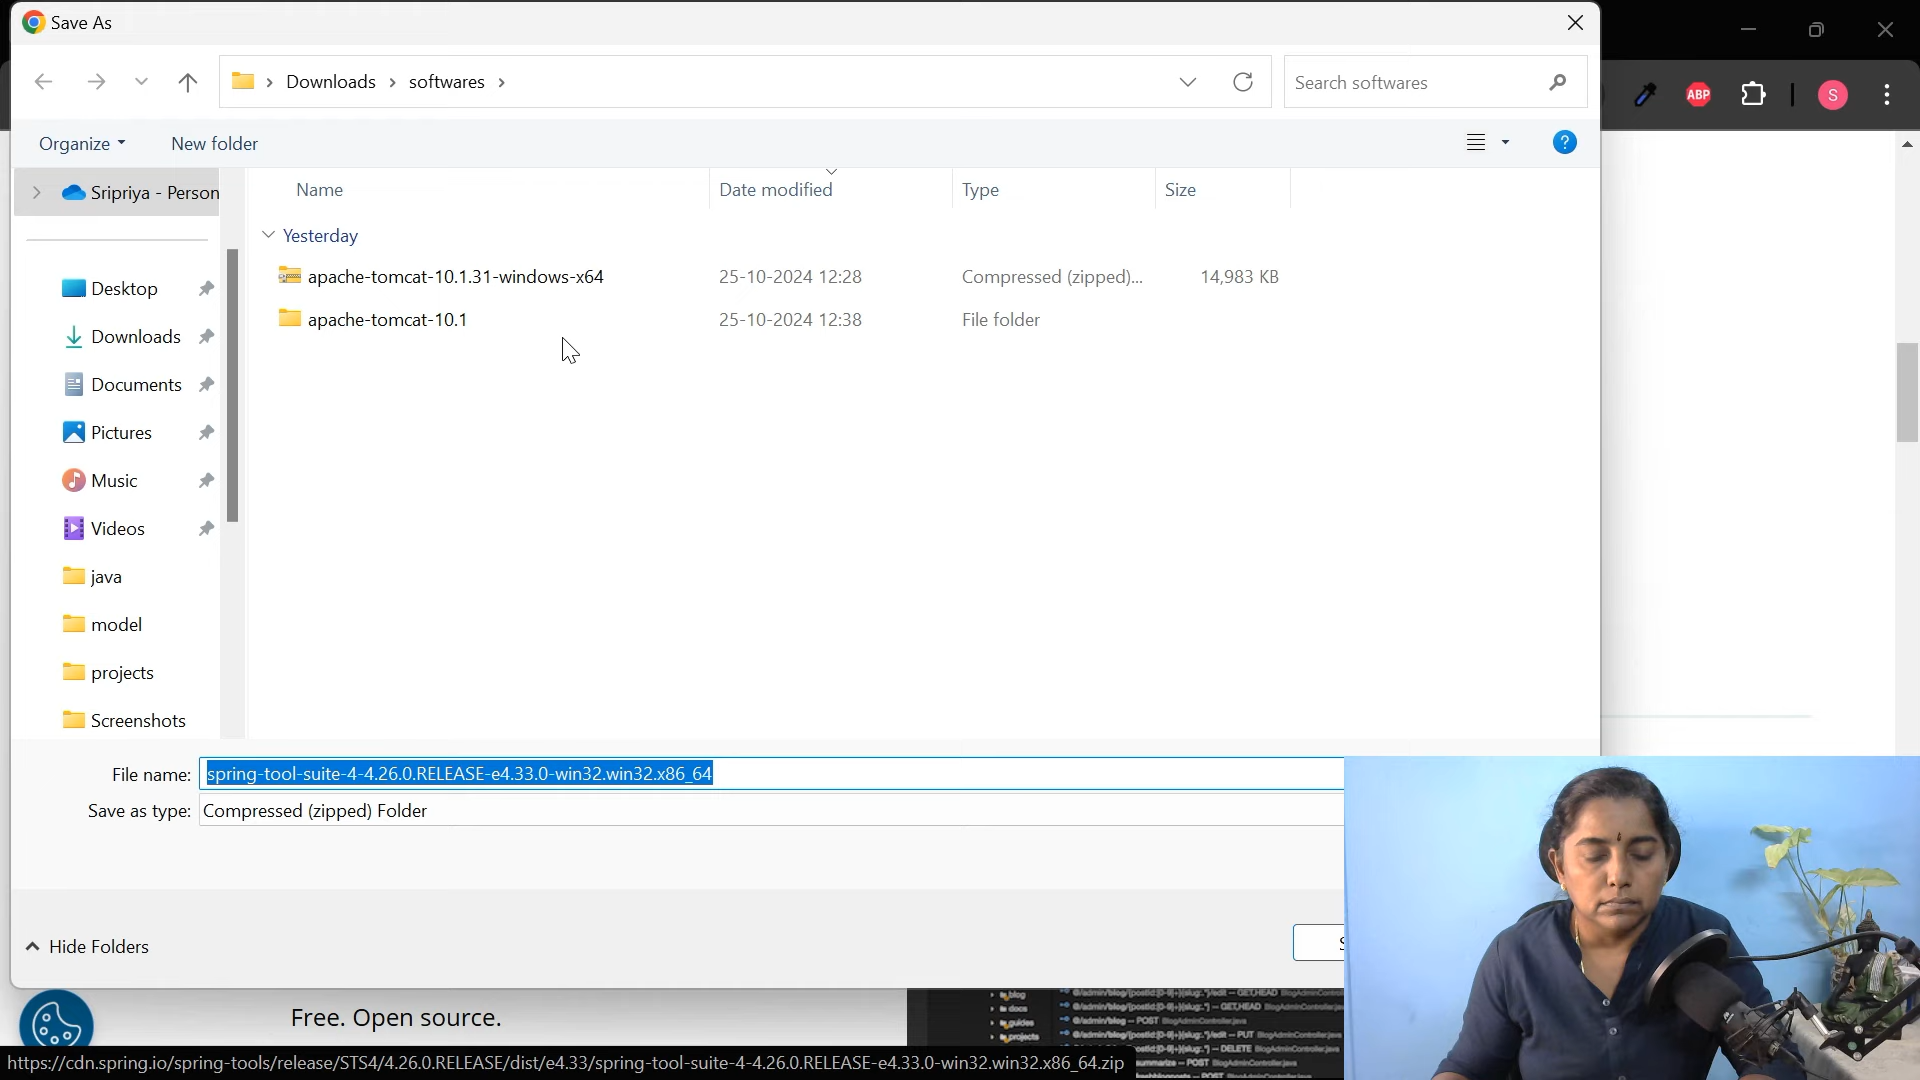 Save As
Downloads › softwares ›
Search softwares
ABP
S
Organize
New folder
?
Sripriya - Person
Name Date modified Type Size
Yesterday
apache-tomcat-10.1.31-windows-x64 25-10-2024 12:28 Compressed (zipped)... 14,983 KB
apache-tomcat-10.1 25-10-2024 12:38 File folder
Desktop
Downloads
Documents
Pictures
Music
Videos
java
model
projects
Screenshots
File name: spring-tool-suite-4-4.26.0.RELEASE-e4.33.0-win32.win32.x86_64
Save as type: Compressed (zipped) Folder
Hide Folders
Free. Open source.
https://cdn.spring.io/spring-tools/release/STS4/4.26.0.RELEASE/dist/e4.33/spring-tool-suite-4-4.26.0.RELEASE-e4.33.0-win32.win32.x86_64.zip